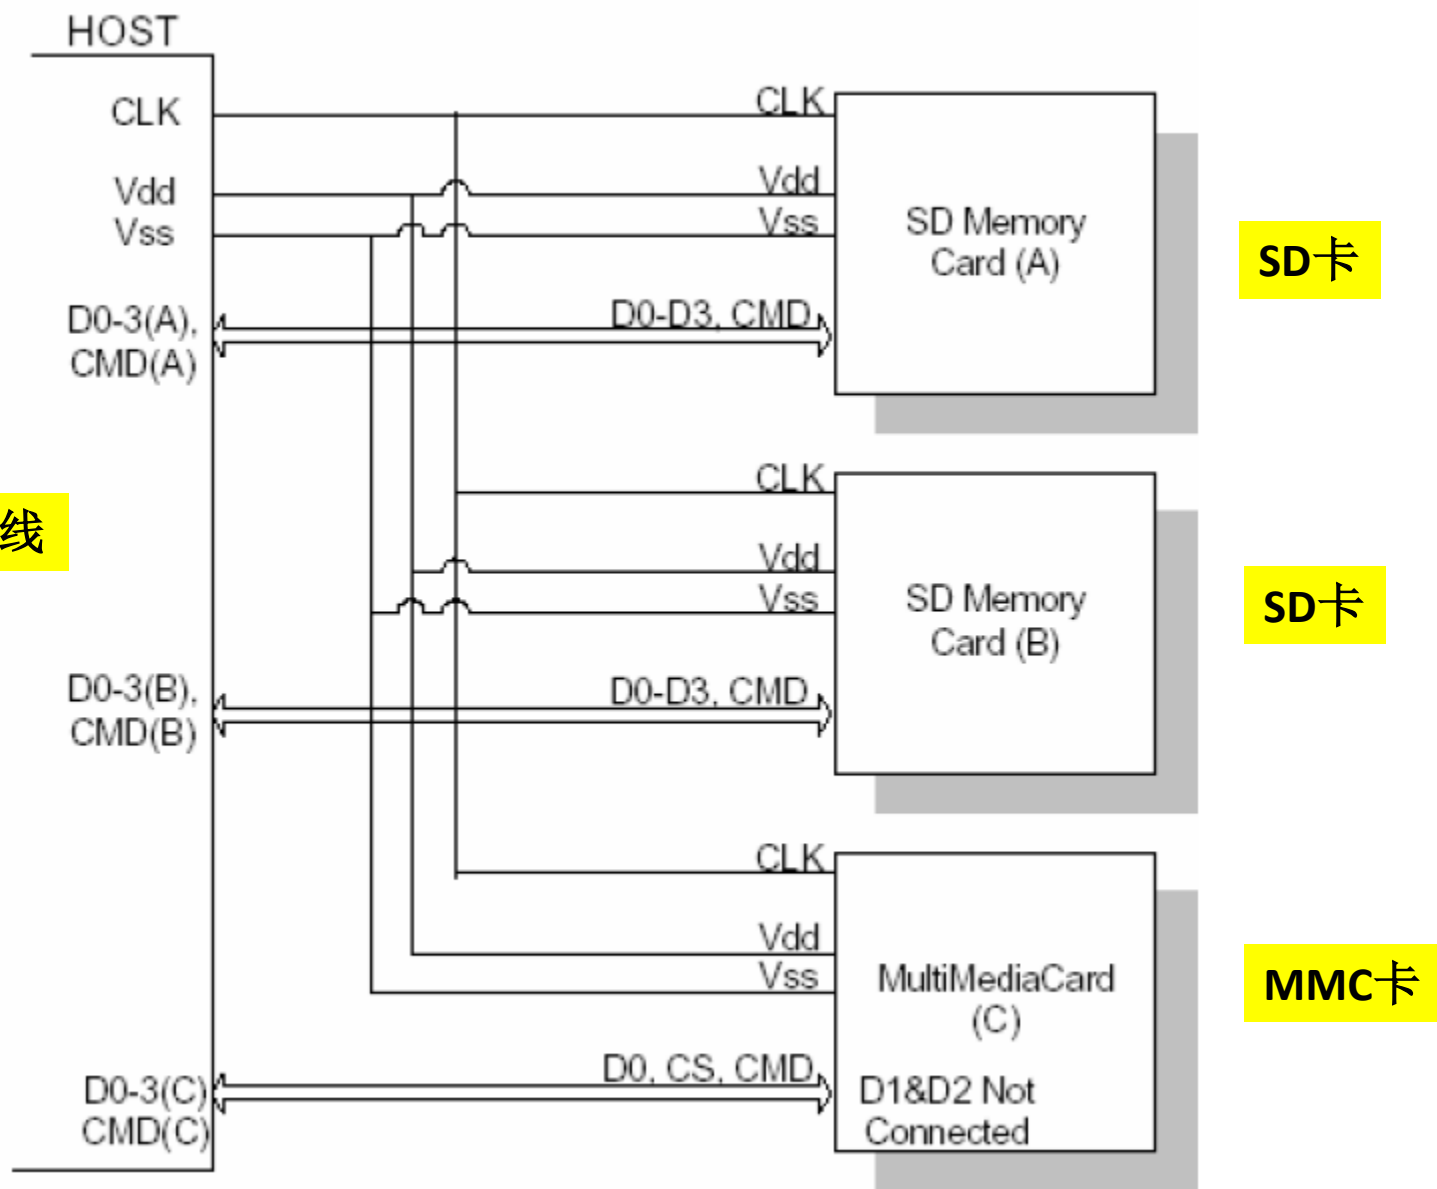 HOST
CLK
CLK
Vdd
Vdd
Vss
Vss
SD Memory
Card (A)
SD卡
D0-3(A),
CMD(A)
D0-D3, CMD
CLK
线
Vdd
Vss
SD Memory
Card (B)
SD卡
D0-3(B),
CMD(B)
D0-D3, CMD
CLK
Vdd
Vss
MultiMediaCard
(C)
MMC卡
D0-3(C)
CMD(C)
D0, CS, CMD
D1&D2 Not
Connected